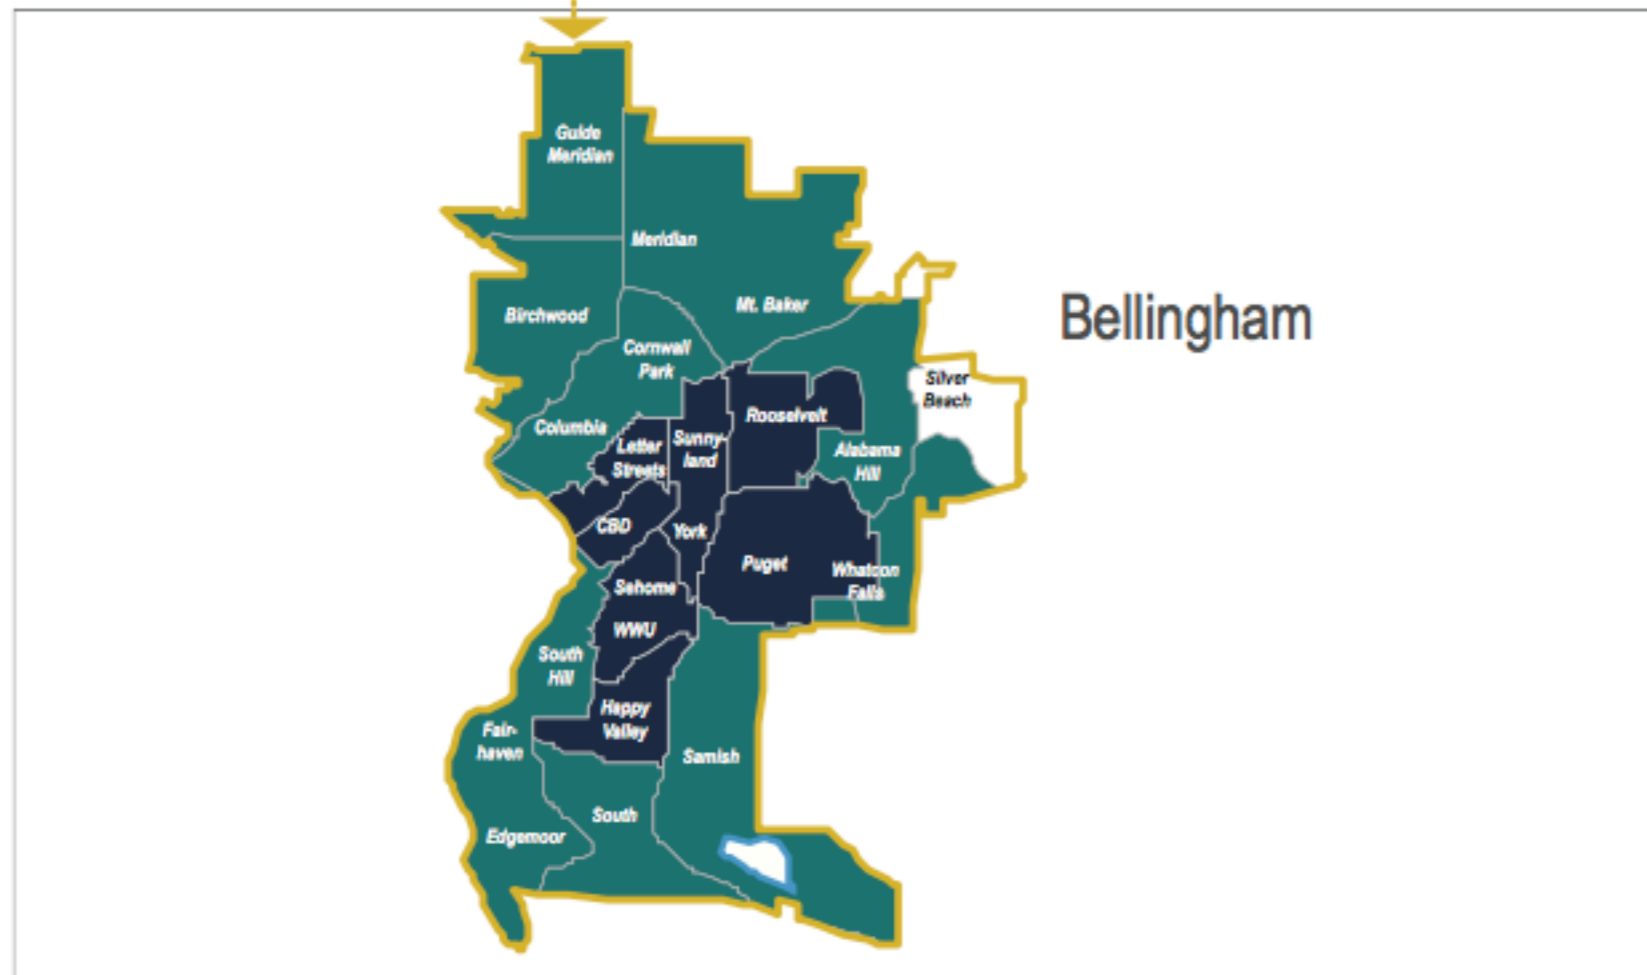 Guide
Meridian
Meridian
Birchwood
Mt. Baker
Bellingham
Cornwall
Park
Silver
Beach
Columbia
Roosevelt
Letter
Streets
Sunny-
land
Alabama
Hill
CBD
York
Puget
Whatcon
Falls
Sehome
WWU
South
Hill
Happy
Valley
Fair-
haven
Samish
South
Edgemoor